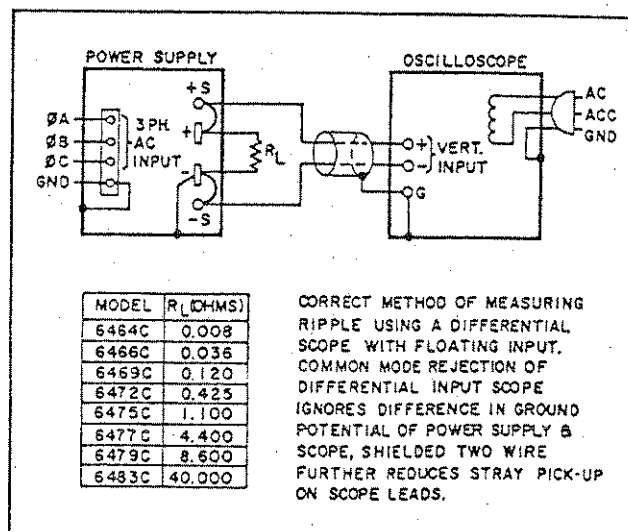 POWER SUPPLY
OSCILLOSCOPE
+S
ØA
ØB
ØC
GND
3 PH.
AC
INPUT
+
-
-S
RL
+
-
VERT.
INPUT
G
AC
ACC
GND
MODEL RL(OHMS)
6464C 0.008
6466C 0.036
6469C 0.120
6472C 0.425
6475C 1.100
6477C 4.400
6479C 8.600
6483C 40.000
CORRECT METHOD OF MEASURING
RIPPLE USING A DIFFERENTIAL
SCOPE WITH FLOATING INPUT.
COMMON MODE REJECTION OF
DIFFERENTIAL INPUT SCOPE
IGNORES DIFFERENCE IN GROUND
POTENTIAL OF POWER SUPPLY &
SCOPE, SHIELDED TWO WIRE
FURTHER REDUCES STRAY PICK-UP
ON SCOPE LEADS.